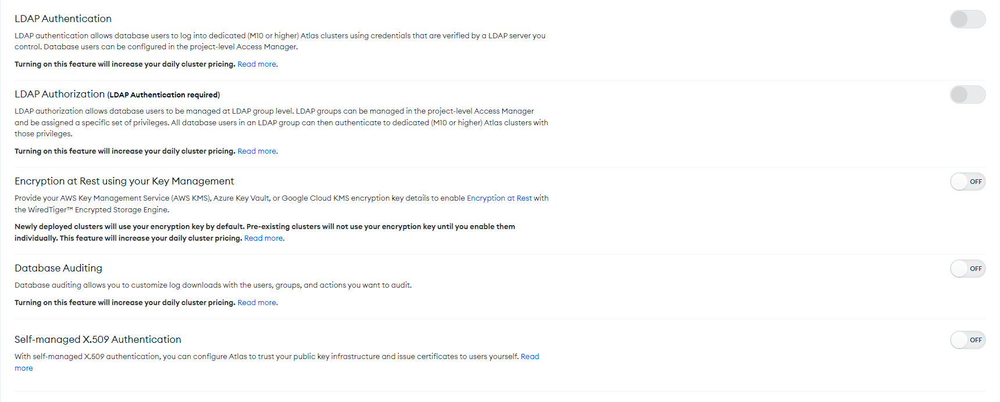 LDAP Authentication
LDAP authentication allows database users to log into dedicated (M10 or higher) Atlas clusters using credentials that are verified by a LDAP server you
control. Database users can be configured in the project-level Access Manager.
Turning on this feature will increase your daily cluster pricing. Read more.
LDAP Authorization (LDAP Authentication required)
LDAP authorization allows database users to be managed at LDAP group level. LDAP groups can be managed in the project-level Access Manager
and be assigned a specific set of privileges. All database users in an LDAP group can then authenticate to dedicated (M10 or higher) Atlas clusters with
those privileges.
Turning on this feature will increase your daily cluster pricing. Read more.
Encryption at Rest using your Key Management
OFF
Provide your AWS Key Management Service (AWS KMS), Azure Key Vault, or Google Cloud KMS encryption key details to enable Encryption at Rest with
the WiredTiger™ Encrypted Storage Engine.
Newly deployed clusters will use your encryption key by default. Pre-existing clusters will not use your encryption key until you enable them
individually. This feature will increase your daily cluster pricing. Read more.
Database Auditing
OFF
Database auditing allows you to customize log downloads with the users, groups, and actions you want to audit.
Turning on this feature will increase your daily cluster pricing. Read more.
Self-managed X.509 Authentication
OFF
With self-managed X.509 authentication, you can configure Atlas to trust your public key infrastructure and issue certificates to users yourself. Read
more